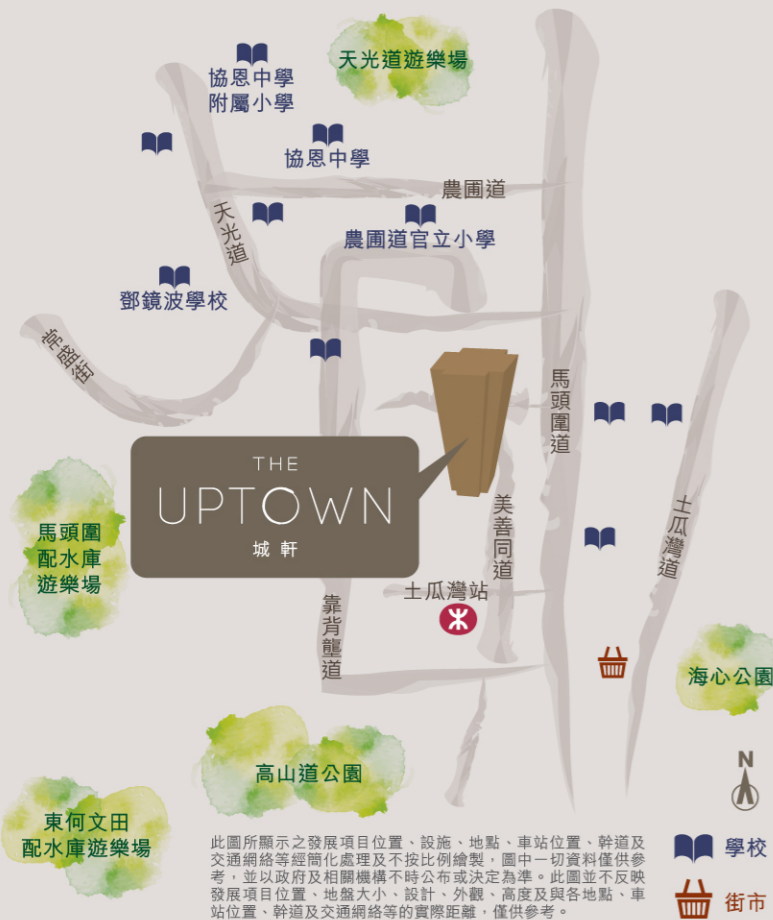 天光道遊樂場
協恩中學
附屬小學
協恩中學
農圃道
天光道
農圃道官立小學
鄧鏡波學校
常盛街
馬頭圍道
THE
UPTOWN
城軒
美善同道
土瓜灣道
馬頭圍
配水庫
遊樂場
土瓜灣站
靠背壟道
海心公園
高山道公園
東何文田
配水庫遊樂場
N
此圖所顯示之發展項目位置、設施、地點、車站位置、幹道及
交通網絡等經簡化處理及不按比例繪製，圖中一切資料僅供參
考，並以政府及相關機構不時公布或決定為準。此圖並不反映
發展項目位置、地盤大小、設計、外觀、高度及與各地點、車
站位置、幹道及交通網絡等的實際距離，僅供參考。
學校
街市